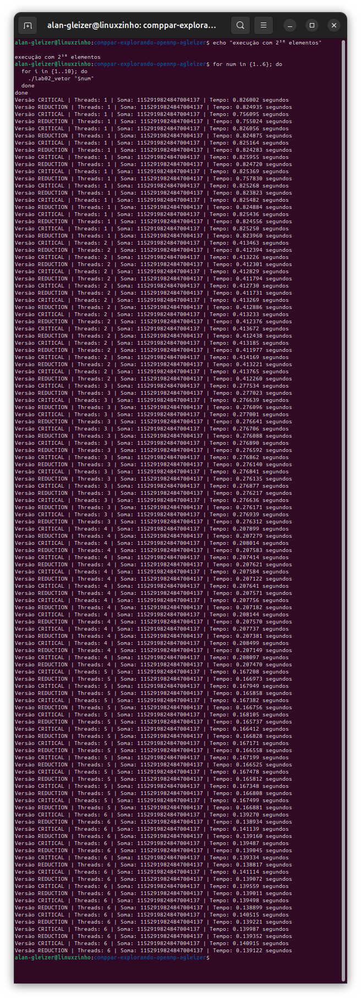 alan-gleizer@linuxzinho: comppar-explora...
alan-gleizer@linuxzinho:comppar-explorando-openmp-agleizer$ echo "execução com 2³⁰ elementos"
execução com 2³⁰ elementos
alan-gleizer@linuxzinho:comppar-explorando-openmp-agleizer$ for num in {1..6}; do
for i in {1..10}; do
./lab02_vetor "$num"
done
done
Versão CRITICAL | Threads: 1 | Soma: 1152919824847004137 | Tempo: 0.826002 segundos
Versão REDUCTION | Threads: 1 | Soma: 1152919824847004137 | Tempo: 0.824935 segundos
Versão CRITICAL | Threads: 1 | Soma: 1152919824847004137 | Tempo: 0.756095 segundos
Versão REDUCTION | Threads: 1 | Soma: 1152919824847004137 | Tempo: 0.755024 segundos
Versão CRITICAL | Threads: 1 | Soma: 1152919824847004137 | Tempo: 0.826056 segundos
Versão REDUCTION | Threads: 1 | Soma: 1152919824847004137 | Tempo: 0.824875 segundos
Versão CRITICAL | Threads: 1 | Soma: 1152919824847004137 | Tempo: 0.825164 segundos
Versão REDUCTION | Threads: 1 | Soma: 1152919824847004137 | Tempo: 0.824283 segundos
Versão CRITICAL | Threads: 1 | Soma: 1152919824847004137 | Tempo: 0.825955 segundos
Versão REDUCTION | Threads: 1 | Soma: 1152919824847004137 | Tempo: 0.824720 segundos
Versão CRITICAL | Threads: 1 | Soma: 1152919824847004137 | Tempo: 0.825369 segundos
Versão REDUCTION | Threads: 1 | Soma: 1152919824847004137 | Tempo: 0.757830 segundos
Versão CRITICAL | Threads: 1 | Soma: 1152919824847004137 | Tempo: 0.825268 segundos
Versão REDUCTION | Threads: 1 | Soma: 1152919824847004137 | Tempo: 0.823823 segundos
Versão CRITICAL | Threads: 1 | Soma: 1152919824847004137 | Tempo: 0.825482 segundos
Versão REDUCTION | Threads: 1 | Soma: 1152919824847004137 | Tempo: 0.824884 segundos
Versão CRITICAL | Threads: 1 | Soma: 1152919824847004137 | Tempo: 0.825436 segundos
Versão REDUCTION | Threads: 1 | Soma: 1152919824847004137 | Tempo: 0.824556 segundos
Versão CRITICAL | Threads: 1 | Soma: 1152919824847004137 | Tempo: 0.825250 segundos
Versão REDUCTION | Threads: 1 | Soma: 1152919824847004137 | Tempo: 0.823960 segundos
Versão CRITICAL | Threads: 2 | Soma: 1152919824847004137 | Tempo: 0.413463 segundos
Versão REDUCTION | Threads: 2 | Soma: 1152919824847004137 | Tempo: 0.412394 segundos
Versão CRITICAL | Threads: 2 | Soma: 1152919824847004137 | Tempo: 0.413226 segundos
Versão REDUCTION | Threads: 2 | Soma: 1152919824847004137 | Tempo: 0.412301 segundos
Versão CRITICAL | Threads: 2 | Soma: 1152919824847004137 | Tempo: 0.412829 segundos
Versão REDUCTION | Threads: 2 | Soma: 1152919824847004137 | Tempo: 0.411794 segundos
Versão CRITICAL | Threads: 2 | Soma: 1152919824847004137 | Tempo: 0.412730 segundos
Versão REDUCTION | Threads: 2 | Soma: 1152919824847004137 | Tempo: 0.411731 segundos
Versão CRITICAL | Threads: 2 | Soma: 1152919824847004137 | Tempo: 0.413269 segundos
Versão REDUCTION | Threads: 2 | Soma: 1152919824847004137 | Tempo: 0.412886 segundos
Versão CRITICAL | Threads: 2 | Soma: 1152919824847004137 | Tempo: 0.413233 segundos
Versão REDUCTION | Threads: 2 | Soma: 1152919824847004137 | Tempo: 0.412376 segundos
Versão CRITICAL | Threads: 2 | Soma: 1152919824847004137 | Tempo: 0.413672 segundos
Versão REDUCTION | Threads: 2 | Soma: 1152919824847004137 | Tempo: 0.412438 segundos
Versão CRITICAL | Threads: 2 | Soma: 1152919824847004137 | Tempo: 0.413185 segundos
Versão REDUCTION | Threads: 2 | Soma: 1152919824847004137 | Tempo: 0.411977 segundos
Versão CRITICAL | Threads: 2 | Soma: 1152919824847004137 | Tempo: 0.414169 segundos
Versão REDUCTION | Threads: 2 | Soma: 1152919824847004137 | Tempo: 0.413221 segundos
Versão CRITICAL | Threads: 2 | Soma: 1152919824847004137 | Tempo: 0.413765 segundos
Versão REDUCTION | Threads: 2 | Soma: 1152919824847004137 | Tempo: 0.412260 segundos
Versão CRITICAL | Threads: 3 | Soma: 1152919824847004137 | Tempo: 0.277534 segundos
Versão REDUCTION | Threads: 3 | Soma: 1152919824847004137 | Tempo: 0.277023 segundos
Versão CRITICAL | Threads: 3 | Soma: 1152919824847004137 | Tempo: 0.276639 segundos
Versão REDUCTION | Threads: 3 | Soma: 1152919824847004137 | Tempo: 0.276096 segundos
Versão CRITICAL | Threads: 3 | Soma: 1152919824847004137 | Tempo: 0.277001 segundos
Versão REDUCTION | Threads: 3 | Soma: 1152919824847004137 | Tempo: 0.276641 segundos
Versão CRITICAL | Threads: 3 | Soma: 1152919824847004137 | Tempo: 0.276706 segundos
Versão REDUCTION | Threads: 3 | Soma: 1152919824847004137 | Tempo: 0.276088 segundos
Versão CRITICAL | Threads: 3 | Soma: 1152919824847004137 | Tempo: 0.276890 segundos
Versão REDUCTION | Threads: 3 | Soma: 1152919824847004137 | Tempo: 0.276592 segundos
Versão CRITICAL | Threads: 3 | Soma: 1152919824847004137 | Tempo: 0.276862 segundos
Versão REDUCTION | Threads: 3 | Soma: 1152919824847004137 | Tempo: 0.276140 segundos
Versão CRITICAL | Threads: 3 | Soma: 1152919824847004137 | Tempo: 0.276841 segundos
Versão REDUCTION | Threads: 3 | Soma: 1152919824847004137 | Tempo: 0.276135 segundos
Versão CRITICAL | Threads: 3 | Soma: 1152919824847004137 | Tempo: 0.276877 segundos
Versão REDUCTION | Threads: 3 | Soma: 1152919824847004137 | Tempo: 0.276217 segundos
Versão CRITICAL | Threads: 3 | Soma: 1152919824847004137 | Tempo: 0.276636 segundos
Versão REDUCTION | Threads: 3 | Soma: 1152919824847004137 | Tempo: 0.276171 segundos
Versão CRITICAL | Threads: 3 | Soma: 1152919824847004137 | Tempo: 0.276939 segundos
Versão REDUCTION | Threads: 3 | Soma: 1152919824847004137 | Tempo: 0.276312 segundos
Versão CRITICAL | Threads: 4 | Soma: 1152919824847004137 | Tempo: 0.207899 segundos
Versão REDUCTION | Threads: 4 | Soma: 1152919824847004137 | Tempo: 0.207279 segundos
Versão CRITICAL | Threads: 4 | Soma: 1152919824847004137 | Tempo: 0.208014 segundos
Versão REDUCTION | Threads: 4 | Soma: 1152919824847004137 | Tempo: 0.207583 segundos
Versão CRITICAL | Threads: 4 | Soma: 1152919824847004137 | Tempo: 0.207414 segundos
Versão REDUCTION | Threads: 4 | Soma: 1152919824847004137 | Tempo: 0.207621 segundos
Versão CRITICAL | Threads: 4 | Soma: 1152919824847004137 | Tempo: 0.207584 segundos
Versão REDUCTION | Threads: 4 | Soma: 1152919824847004137 | Tempo: 0.207122 segundos
Versão CRITICAL | Threads: 4 | Soma: 1152919824847004137 | Tempo: 0.207641 segundos
Versão REDUCTION | Threads: 4 | Soma: 1152919824847004137 | Tempo: 0.207571 segundos
Versão CRITICAL | Threads: 4 | Soma: 1152919824847004137 | Tempo: 0.207756 segundos
Versão REDUCTION | Threads: 4 | Soma: 1152919824847004137 | Tempo: 0.207182 segundos
Versão CRITICAL | Threads: 4 | Soma: 1152919824847004137 | Tempo: 0.208144 segundos
Versão REDUCTION | Threads: 4 | Soma: 1152919824847004137 | Tempo: 0.207570 segundos
Versão CRITICAL | Threads: 4 | Soma: 1152919824847004137 | Tempo: 0.207737 segundos
Versão REDUCTION | Threads: 4 | Soma: 1152919824847004137 | Tempo: 0.207381 segundos
Versão CRITICAL | Threads: 4 | Soma: 1152919824847004137 | Tempo: 0.208499 segundos
Versão REDUCTION | Threads: 4 | Soma: 1152919824847004137 | Tempo: 0.207149 segundos
Versão CRITICAL | Threads: 4 | Soma: 1152919824847004137 | Tempo: 0.208097 segundos
Versão REDUCTION | Threads: 4 | Soma: 1152919824847004137 | Tempo: 0.207470 segundos
Versão CRITICAL | Threads: 5 | Soma: 1152919824847004137 | Tempo: 0.167208 segundos
Versão REDUCTION | Threads: 5 | Soma: 1152919824847004137 | Tempo: 0.166973 segundos
Versão CRITICAL | Threads: 5 | Soma: 1152919824847004137 | Tempo: 0.167949 segundos
Versão REDUCTION | Threads: 5 | Soma: 1152919824847004137 | Tempo: 0.165858 segundos
Versão CRITICAL | Threads: 5 | Soma: 1152919824847004137 | Tempo: 0.167382 segundos
Versão REDUCTION | Threads: 5 | Soma: 1152919824847004137 | Tempo: 0.166756 segundos
Versão CRITICAL | Threads: 5 | Soma: 1152919824847004137 | Tempo: 0.168105 segundos
Versão REDUCTION | Threads: 5 | Soma: 1152919824847004137 | Tempo: 0.165737 segundos
Versão CRITICAL | Threads: 5 | Soma: 1152919824847004137 | Tempo: 0.166412 segundos
Versão REDUCTION | Threads: 5 | Soma: 1152919824847004137 | Tempo: 0.166828 segundos
Versão CRITICAL | Threads: 5 | Soma: 1152919824847004137 | Tempo: 0.167171 segundos
Versão REDUCTION | Threads: 5 | Soma: 1152919824847004137 | Tempo: 0.166558 segundos
Versão CRITICAL | Threads: 5 | Soma: 1152919824847004137 | Tempo: 0.167199 segundos
Versão REDUCTION | Threads: 5 | Soma: 1152919824847004137 | Tempo: 0.166525 segundos
Versão CRITICAL | Threads: 5 | Soma: 1152919824847004137 | Tempo: 0.167478 segundos
Versão REDUCTION | Threads: 5 | Soma: 1152919824847004137 | Tempo: 0.165812 segundos
Versão CRITICAL | Threads: 5 | Soma: 1152919824847004137 | Tempo: 0.167348 segundos
Versão REDUCTION | Threads: 5 | Soma: 1152919824847004137 | Tempo: 0.166808 segundos
Versão CRITICAL | Threads: 5 | Soma: 1152919824847004137 | Tempo: 0.167499 segundos
Versão REDUCTION | Threads: 5 | Soma: 1152919824847004137 | Tempo: 0.166881 segundos
Versão CRITICAL | Threads: 6 | Soma: 1152919824847004137 | Tempo: 0.139270 segundos
Versão REDUCTION | Threads: 6 | Soma: 1152919824847004137 | Tempo: 0.138934 segundos
Versão CRITICAL | Threads: 6 | Soma: 1152919824847004137 | Tempo: 0.141139 segundos
Versão REDUCTION | Threads: 6 | Soma: 1152919824847004137 | Tempo: 0.139160 segundos
Versão CRITICAL | Threads: 6 | Soma: 1152919824847004137 | Tempo: 0.139487 segundos
Versão REDUCTION | Threads: 6 | Soma: 1152919824847004137 | Tempo: 0.139045 segundos
Versão CRITICAL | Threads: 6 | Soma: 1152919824847004137 | Tempo: 0.139334 segundos
Versão REDUCTION | Threads: 6 | Soma: 1152919824847004137 | Tempo: 0.138817 segundos
Versão CRITICAL | Threads: 6 | Soma: 1152919824847004137 | Tempo: 0.141114 segundos
Versão REDUCTION | Threads: 6 | Soma: 1152919824847004137 | Tempo: 0.139072 segundos
Versão CRITICAL | Threads: 6 | Soma: 1152919824847004137 | Tempo: 0.139559 segundos
Versão REDUCTION | Threads: 6 | Soma: 1152919824847004137 | Tempo: 0.139011 segundos
Versão CRITICAL | Threads: 6 | Soma: 1152919824847004137 | Tempo: 0.139498 segundos
Versão REDUCTION | Threads: 6 | Soma: 1152919824847004137 | Tempo: 0.138899 segundos
Versão CRITICAL | Threads: 6 | Soma: 1152919824847004137 | Tempo: 0.140515 segundos
Versão REDUCTION | Threads: 6 | Soma: 1152919824847004137 | Tempo: 0.139221 segundos
Versão CRITICAL | Threads: 6 | Soma: 1152919824847004137 | Tempo: 0.139987 segundos
Versão REDUCTION | Threads: 6 | Soma: 1152919824847004137 | Tempo: 0.139352 segundos
Versão CRITICAL | Threads: 6 | Soma: 1152919824847004137 | Tempo: 0.140915 segundos
Versão REDUCTION | Threads: 6 | Soma: 1152919824847004137 | Tempo: 0.139122 segundos
alan-gleizer@linuxzinho:comppar-explorando-openmp-agleizer$